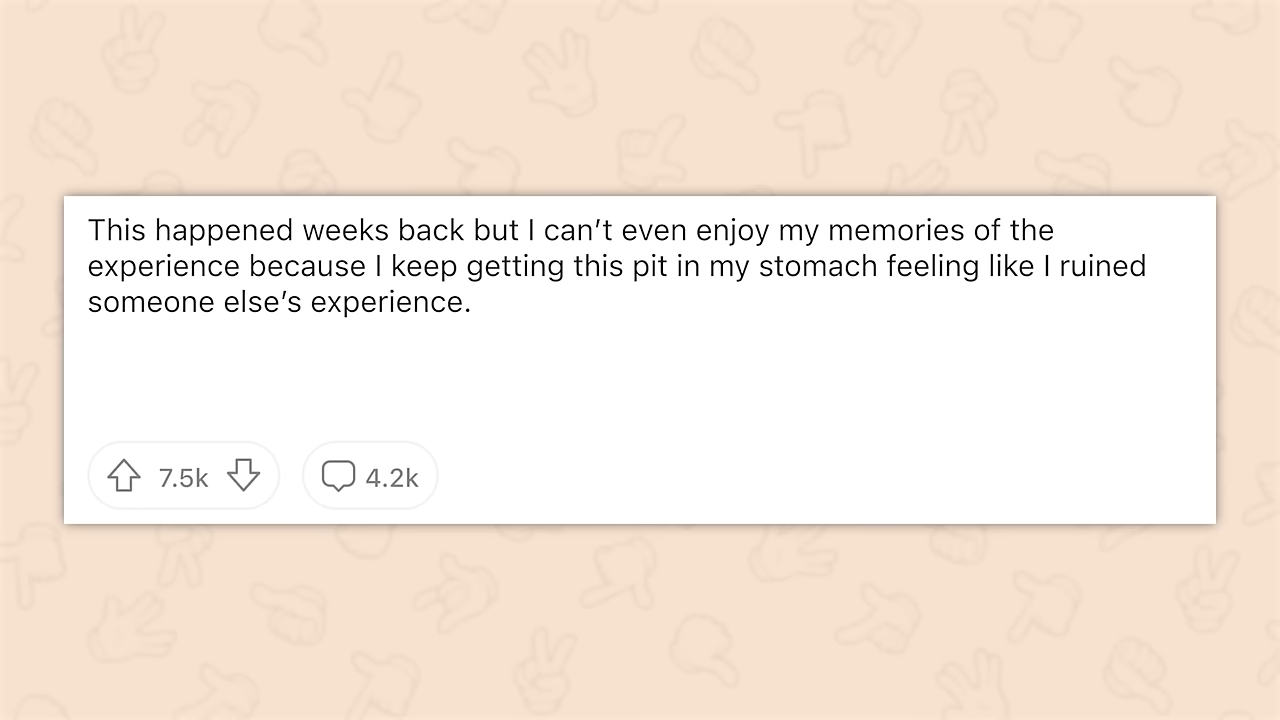 This happened weeks back but I can’t even enjoy my memories of the
experience because I keep getting this pit in my stomach feeling like I ruined
someone else’s experience.
7.5k
4.2k